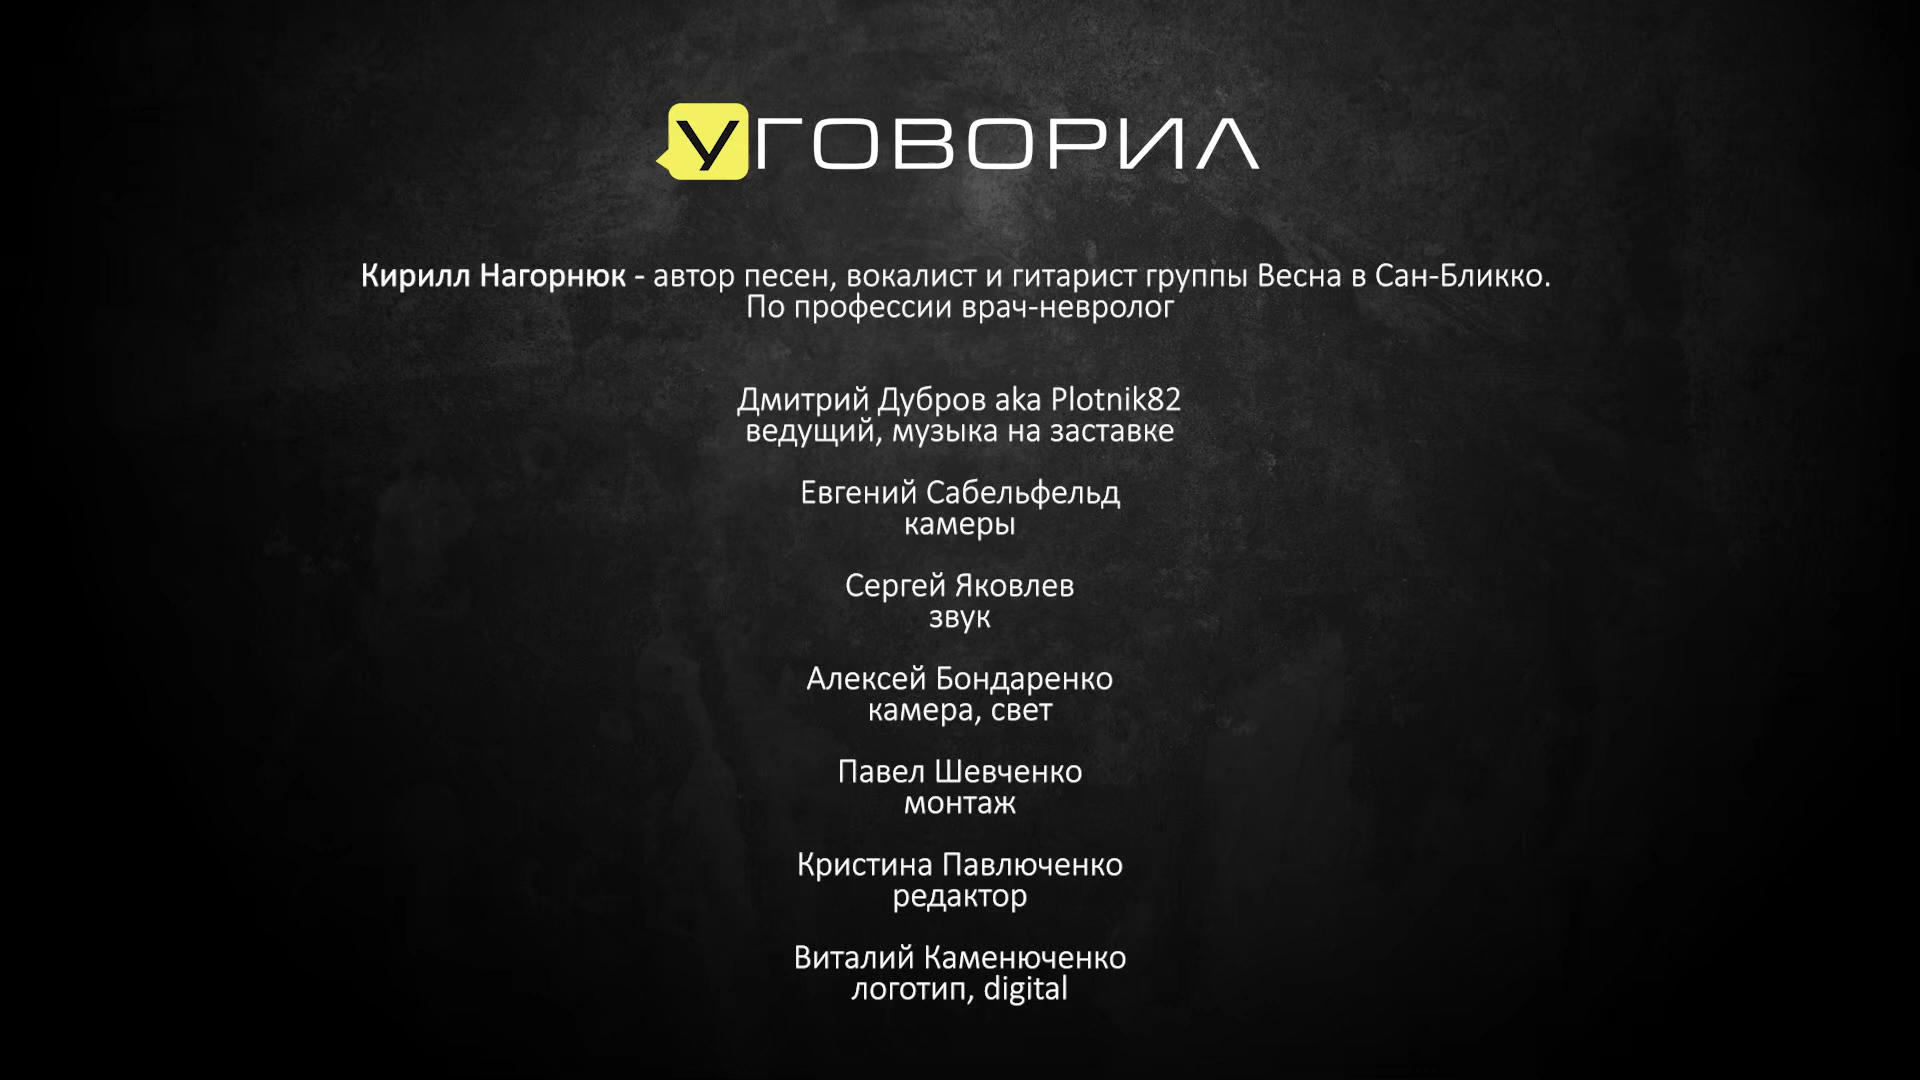 УГОВОРИЛ
Кирилл Нагорнюк - автор песен, вокалист и гитарист группы Весна в Сан-Бликко.
По профессии врач-невролог
Дмитрий Дубров aka Plotnik82
ведущий, музыка на заставке
Евгений Сабельфельд
камеры
Сергей Яковлев
звук
Алексей Бондаренко
камера, свет
Павел Шевченко
монтаж
Кристина Павлюченко
редактор
Виталий Каменюченко
логотип, digital